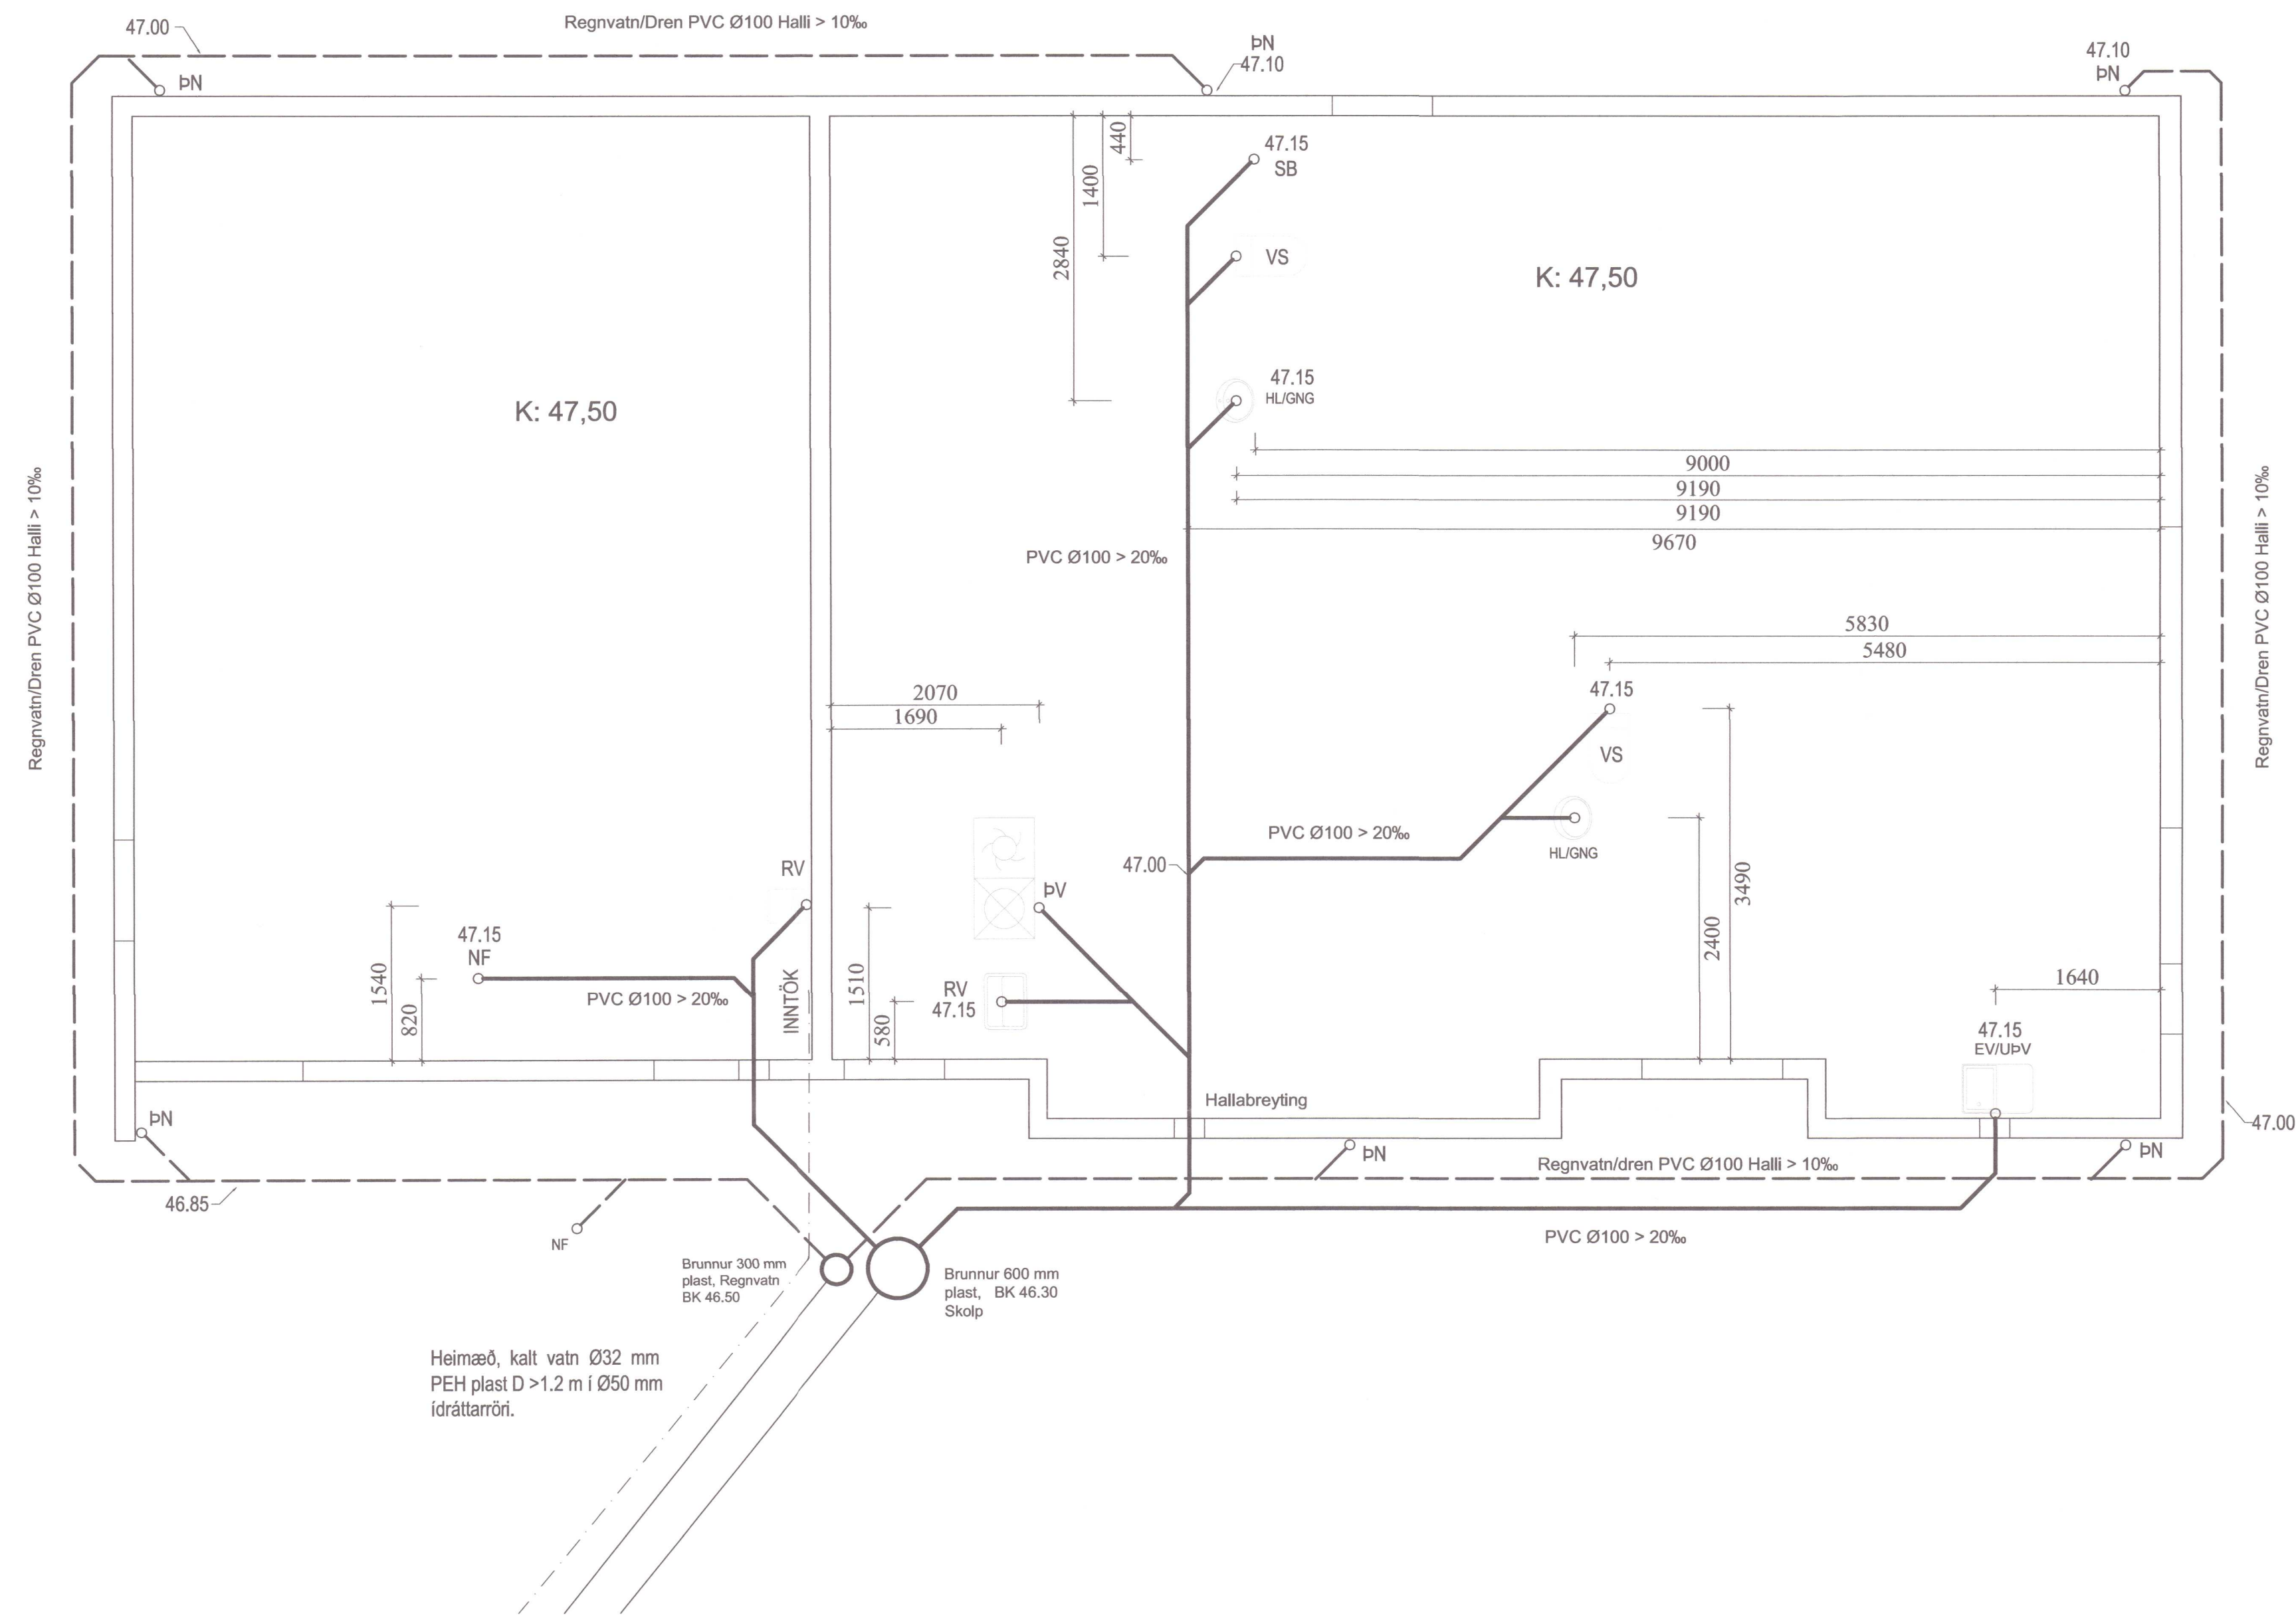 Regnvatn/Dren PVC Ø100 Halli > 10‰
47.00
ÞN
ÞN
47.10
47.10
ÞN
440
1400
2840
47.15
SB
VS
K: 47,50
K: 47,50
47.15
HL/GNG
9000
9190
9190
9670
PVC Ø100 > 20‰
Regnvatn/Dren PVC Ø100 Halli > 10‰
Regnvatn/Dren PVC Ø100 Halli > 10‰
5830
5480
2070
1690
47.15
VS
PVC Ø100 > 20‰
HL/GNG
47.00
RV
ÞV
3490
2400
47.15
NF
1540
820
PVC Ø100 > 20‰
INNTÖK
1510
580
RV
47.15
1640
47.15
EV/UÞV
Hallabreyting
ÞN
ÞN
ÞN
47.00
Regnvatn/dren PVC Ø100 Halli > 10‰
46.85
NF
PVC Ø100 > 20‰
Brunnur 300 mm
plast, Regnvatn
BK 46.50
Brunnur 600 mm
plast, BK 46.30
Skolp
Heimæð, kalt vatn Ø32 mm
PEH plast D >1.2 m í Ø50 mm
ídráttarröri.